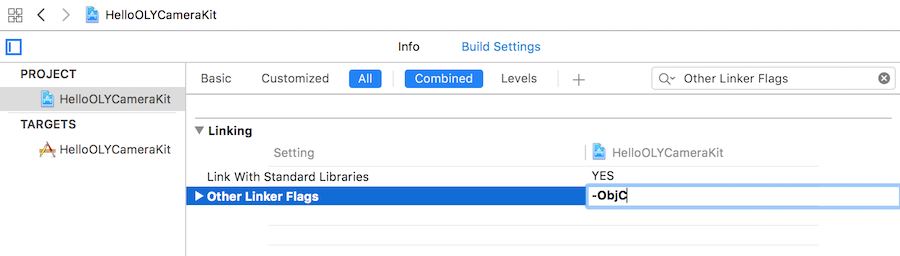 HelloOLYCameraKit
Info Build Settings
PROJECT
HelloOLYCameraKit
TARGETS
HelloOLYCameraKit
Basic Customized All Combined Levels + Other Linker Flags
Linking
Setting HelloOLYCameraKit
Link With Standard Libraries YES
Other Linker Flags -ObjC